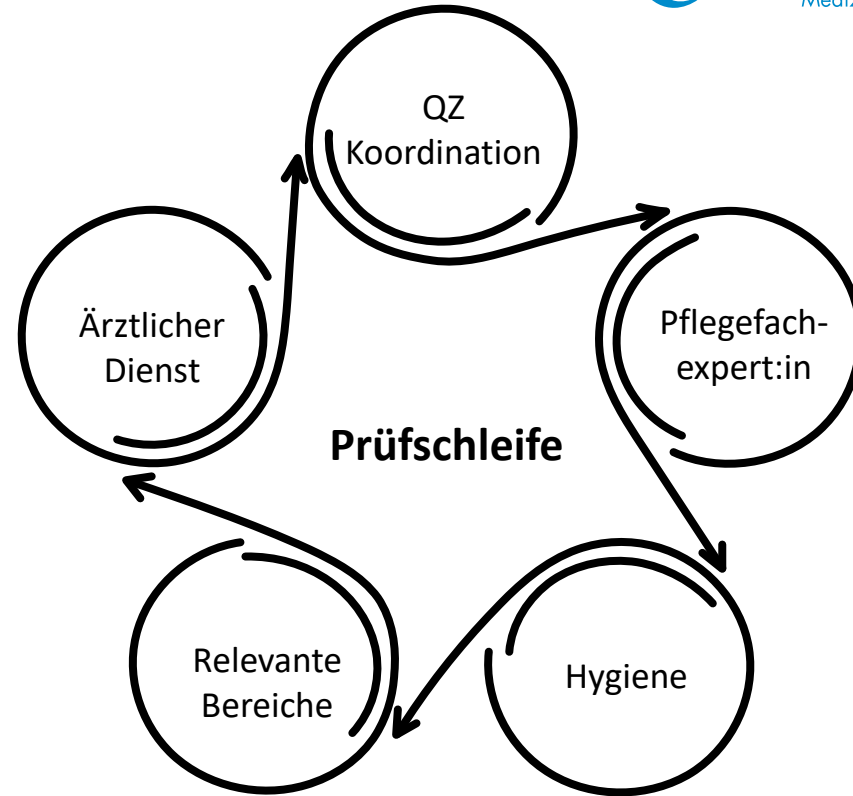 QZ
Koordination
Ärztlicher
Dienst
Pflegefach-
expert:in
Prüfschleife
Relevante
Bereiche
Hygiene